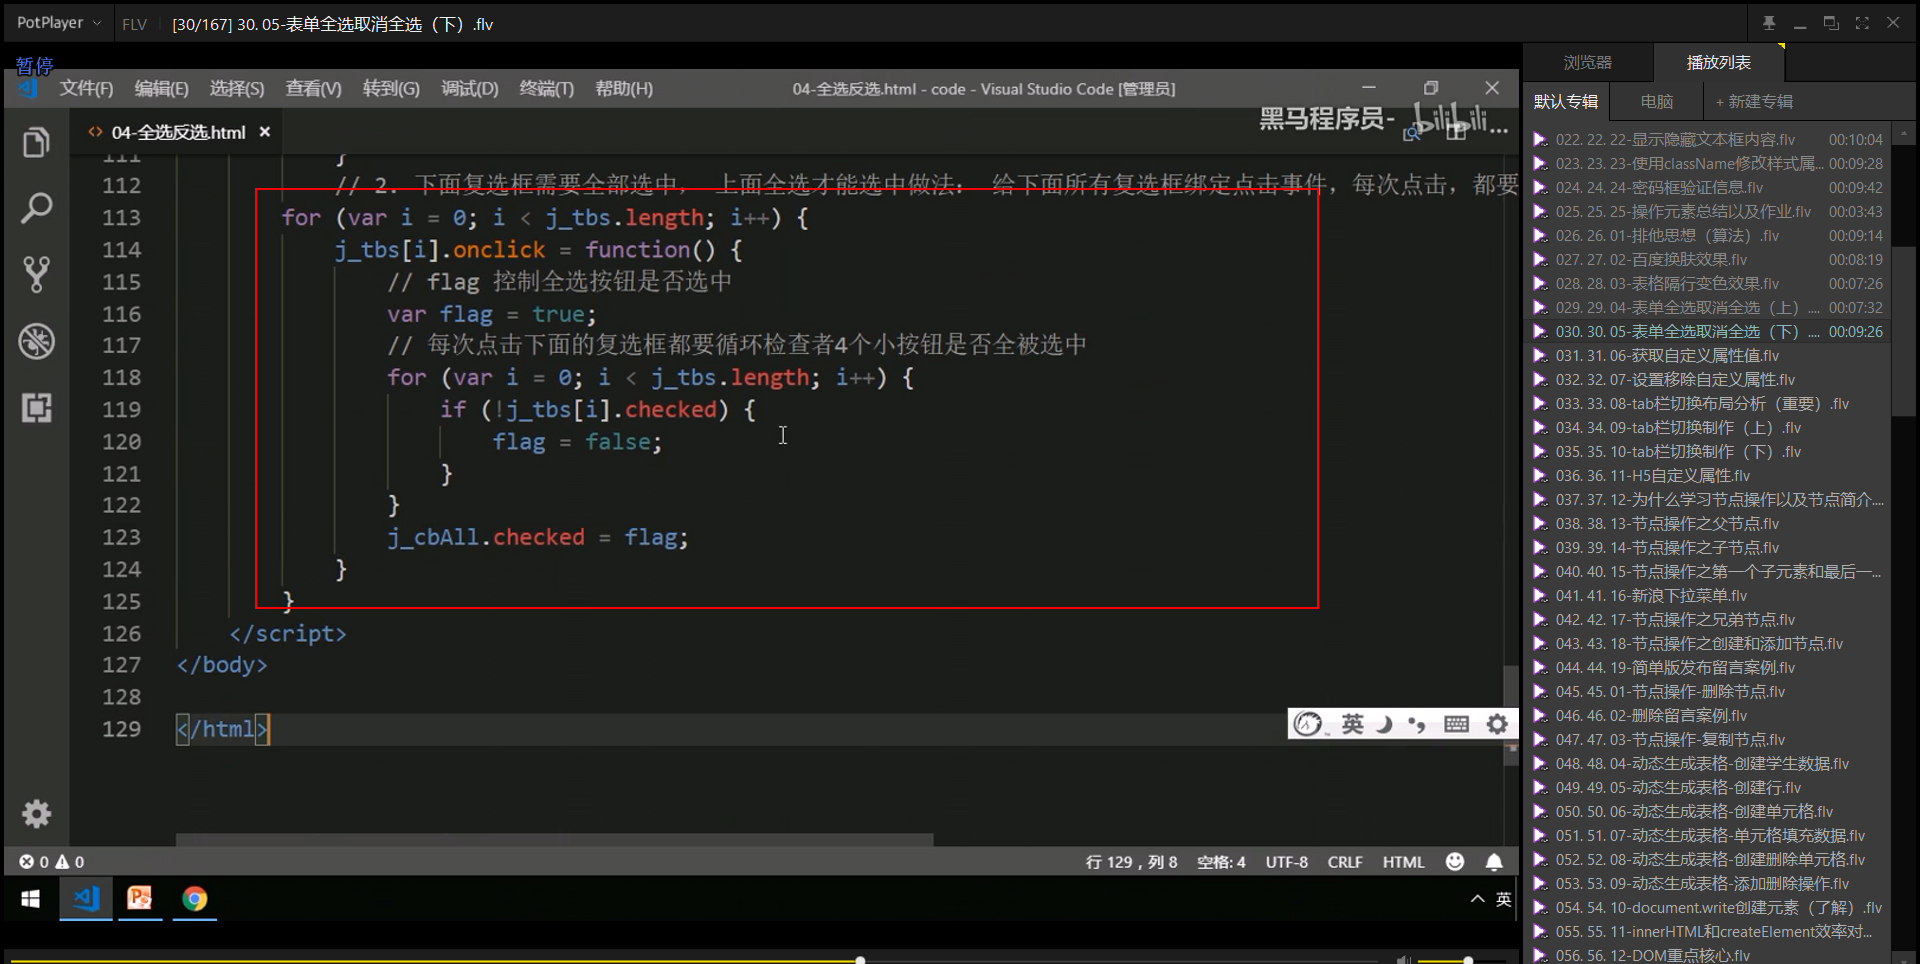 PotPlayer
FLV
[30/167] 30. 05-表单全选取消全选（下）.flv
暂停
文件(F) 编辑(E) 选择(S) 查看(V) 转到(G) 调试(D) 终端(T) 帮助(H)
04-全选反选.html - code - Visual Studio Code [管理员]
04-全选反选.html
黑马程序员-
bilibili
111 }
112 // 2. 下面复选框需要全部选中， 上面全选才能选中做法： 给下面所有复选框绑定点击事件，每次点击，都要
113 for (var i = 0; i < j_tbs.length; i++) {
114 j_tbs[i].onclick = function() {
115 // flag 控制全选按钮是否选中
116 var flag = true;
117 // 每次点击下面的复选框都要循环检查者4个小按钮是否全被选中
118 for (var i = 0; i < j_tbs.length; i++) {
119 if (!j_tbs[i].checked) {
120 flag = false;
121 }
122 }
123 j_cbAll.checked = flag;
124 }
125 }
126 </script>
127 </body>
128
129 </html>
英
0 0
行 129，列 8 空格: 4 UTF-8 CRLF HTML
英
浏览器 播放列表
默认专辑 电脑 + 新建专辑
022. 22. 22-显示隐藏文本框内容.flv 00:10:04
023. 23. 23-使用className修改样式属... 00:09:28
024. 24. 24-密码框验证信息.flv 00:09:42
025. 25. 25-操作元素总结以及作业.flv 00:03:43
026. 26. 01-排他思想（算法）.flv 00:09:14
027. 27. 02-百度换肤效果.flv 00:08:19
028. 28. 03-表格隔行变色效果.flv 00:07:26
029. 29. 04-表单全选取消全选（上）.... 00:07:32
030. 30. 05-表单全选取消全选（下）.... 00:09:26
031. 31. 06-获取自定义属性值.flv
032. 32. 07-设置移除自定义属性.flv
033. 33. 08-tab栏切换布局分析（重要）.flv
034. 34. 09-tab栏切换制作（上）.flv
035. 35. 10-tab栏切换制作（下）.flv
036. 36. 11-H5自定义属性.flv
037. 37. 12-为什么学习节点操作以及节点简介....
038. 38. 13-节点操作之父节点.flv
039. 39. 14-节点操作之子节点.flv
040. 40. 15-节点操作之第一个子元素和最后一...
041. 41. 16-新浪下拉菜单.flv
042. 42. 17-节点操作之兄弟节点.flv
043. 43. 18-节点操作之创建和添加节点.flv
044. 44. 19-简单版发布留言案例.flv
045. 45. 01-节点操作-删除节点.flv
046. 46. 02-删除留言案例.flv
047. 47. 03-节点操作-复制节点.flv
048. 48. 04-动态生成表格-创建学生数据.flv
049. 49. 05-动态生成表格-创建行.flv
050. 50. 06-动态生成表格-创建单元格.flv
051. 51. 07-动态生成表格-单元格填充数据.flv
052. 52. 08-动态生成表格-创建删除单元格.flv
053. 53. 09-动态生成表格-添加删除操作.flv
054. 54. 10-document.write创建元素（了解）.flv
055. 55. 11-innerHTML和createElement效率对...
056. 56. 12-DOM重点核心.flv